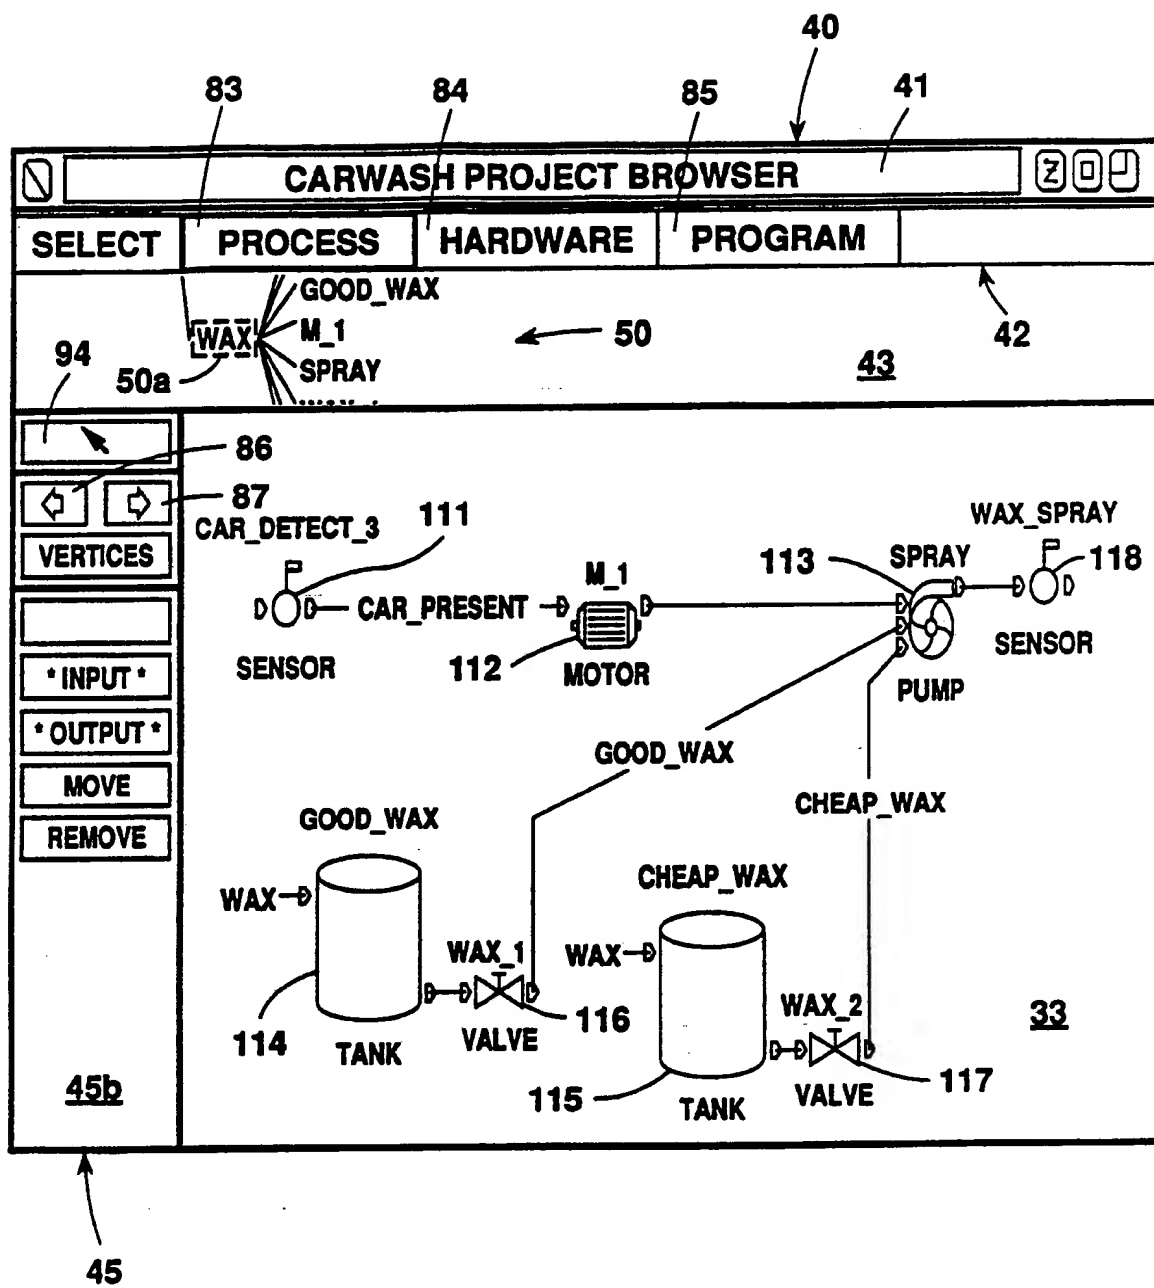 40
83
84
85
41
CARWASH PROJECT BROWSER
Z
SELECT
PROCESS
HARDWARE
PROGRAM
GOOD_WAX
WAX
M_1
50
42
94
50a
SPRAY
43
86
87
CAR_DETECT_3
111
WAX_SPRAY
VERTICES
M_1
113
SPRAY
118
CAR_PRESENT
* INPUT *
SENSOR
112
MOTOR
SENSOR
PUMP
* OUTPUT *
GOOD_WAX
MOVE
CHEAP_WAX
REMOVE
GOOD_WAX
CHEAP_WAX
WAX
WAX_1
WAX
WAX_2
33
114
TANK
VALVE
116
45b
115
TANK
VALVE
117
45